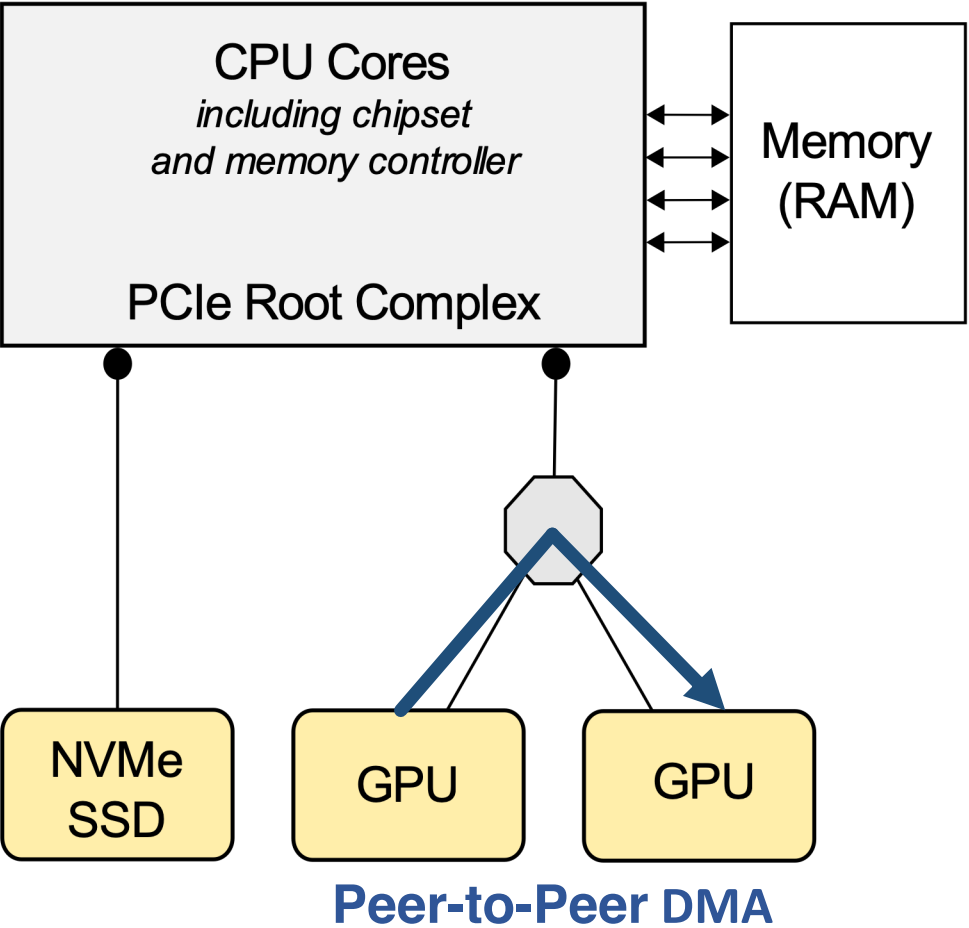 CPU Cores
including chipset
and memory controller
PCIe Root Complex
Memory
(RAM)
NVMe
SSD
GPU
GPU
Peer-to-Peer DMA